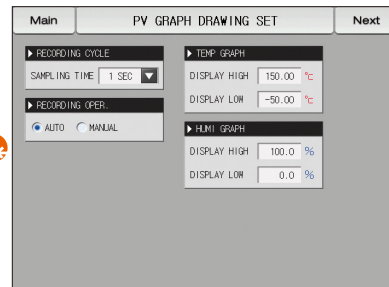 Main
PV GRAPH DRAWING SET
Next
▶ RECORDING CYCLE
SAMPLING TIME 1 SEC ▼
▶ RECORDING OPER.
AUTO MANUAL
▶ TEMP GRAPH
DISPLAY HIGH 150.00 ℃
DISPLAY LOW -50.00 ℃
▶ HUMI GRAPH
DISPLAY HIGH 100.0 %
DISPLAY LOW 0.0 %